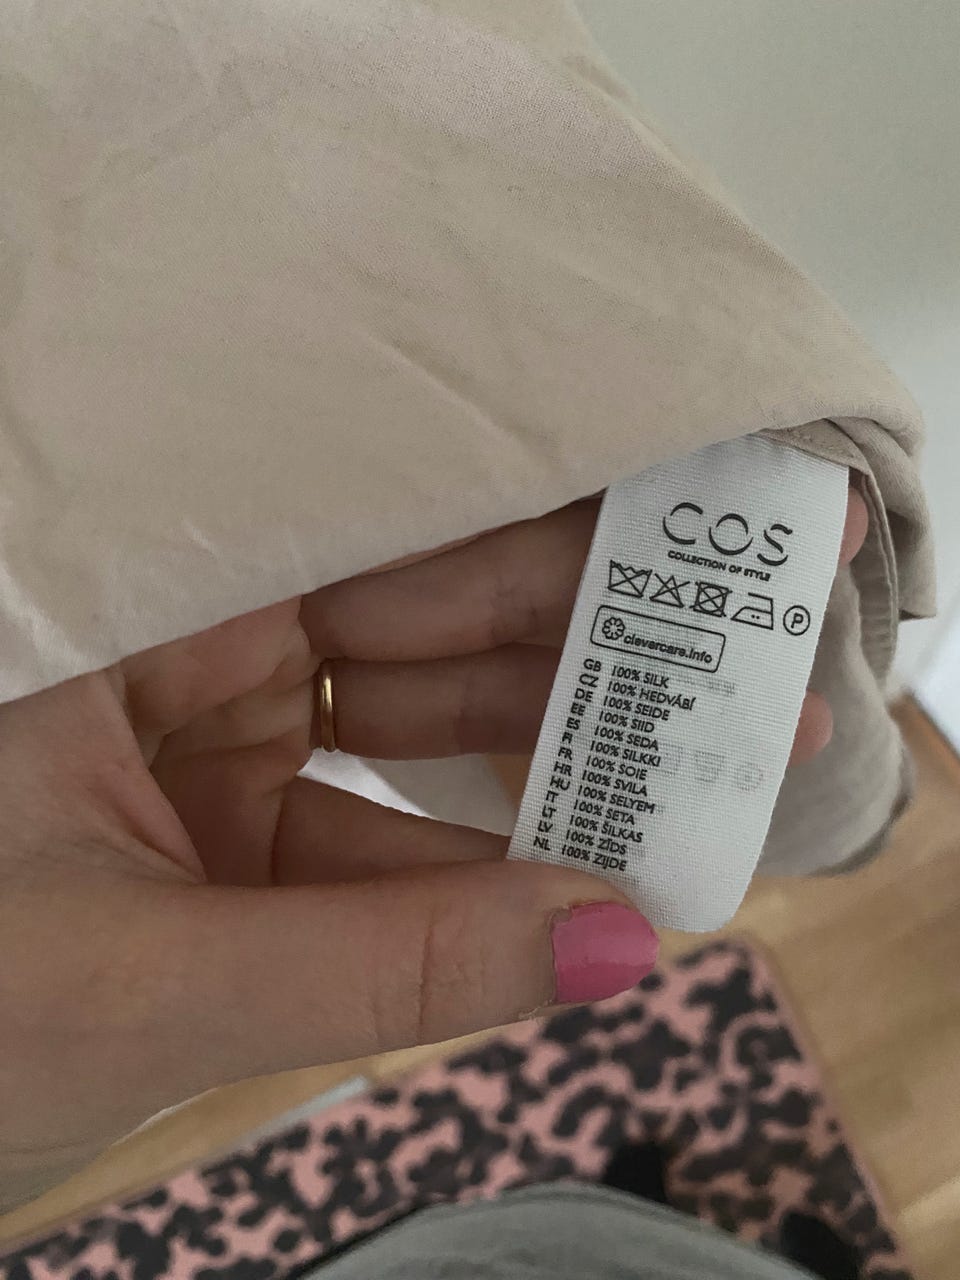 COS
COLLECTION OF STYLE
P
clevercare.info
GB 100% SILK
CZ 100% HEDVÁBÍ
DE 100% SEIDE
EE 100% SIID
ES 100% SEDA
FI 100% SILKKI
FR 100% SOIE
HR 100% SVILA
HU 100% SELYEM
IT 100% SETA
LT 100% ŠILKAS
LV 100% ZĪDS
NL 100% ZIJDE